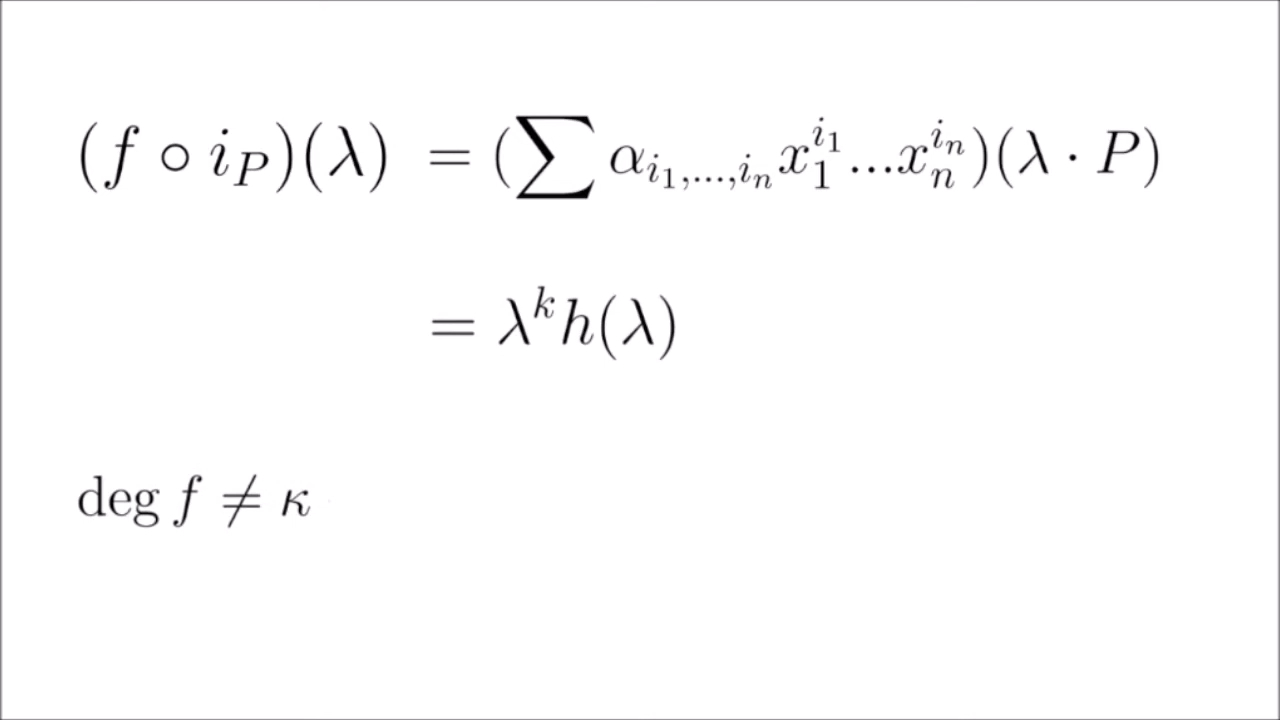 (f ∘ i_P)(λ) = (∑ α_{i_1,...,i_n} x_1^{i_1} ... x_n^{i_n})(λ · P)
= λ^k h(λ)
deg f ≠ κ